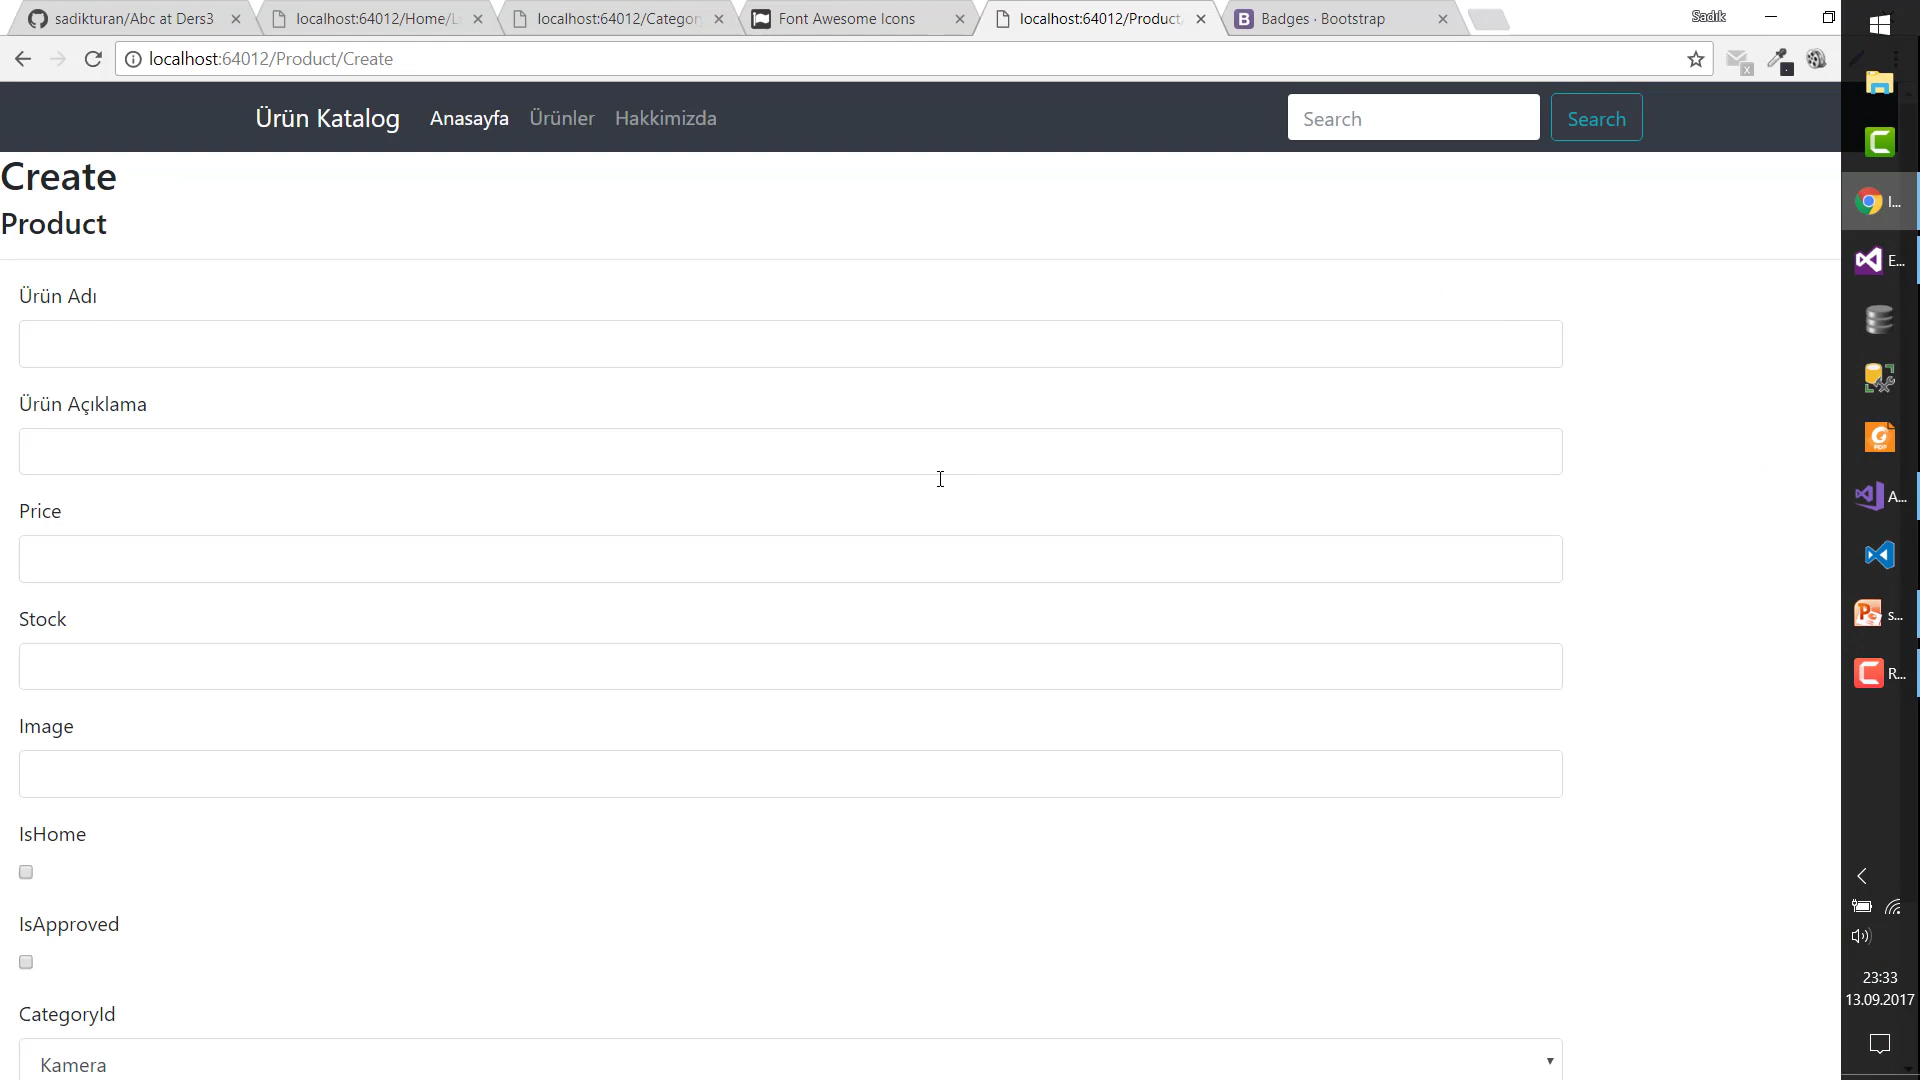 sadikturan/Abc at Ders3
localhost:64012/Home/L
localhost:64012/Categor
Font Awesome Icons
localhost:64012/Product
Badges · Bootstrap
Sadık
localhost:64012/Product/Create
Ürün Katalog
Anasayfa
Ürünler
Hakkimizda
Search
Search
Create
Product
Ürün Adı
Ürün Açıklama
Price
Stock
Image
IsHome
IsApproved
CategoryId
Kamera
I...
E...
A...
s...
R...
23:33
13.09.2017